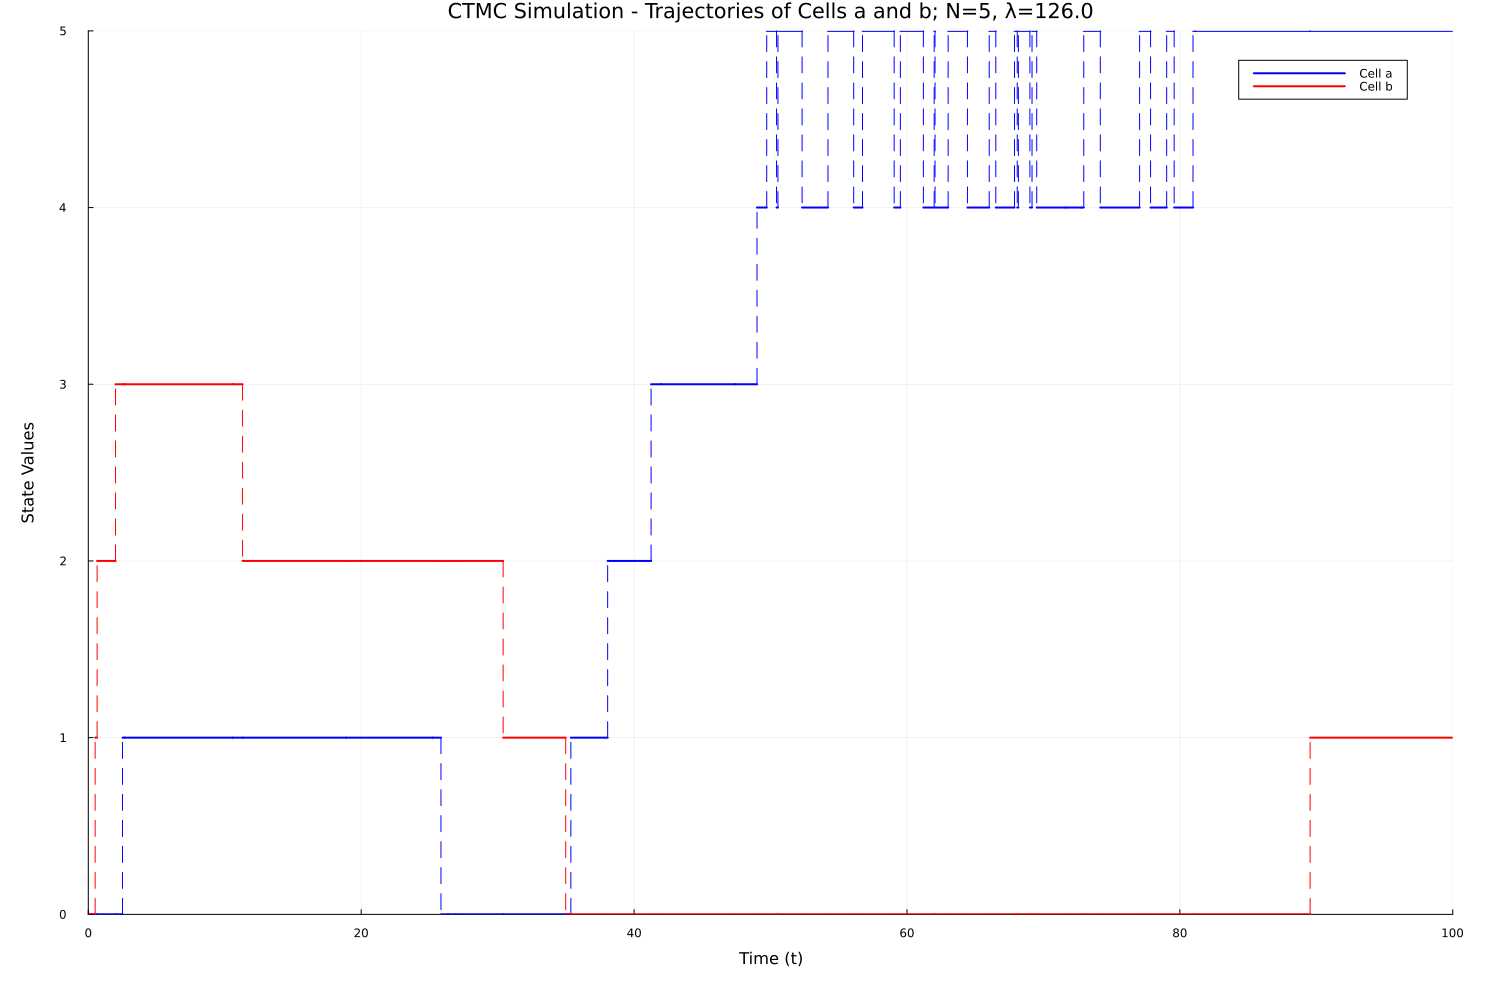 CTMC Simulation - Trajectories of Cells a and b; N=5, λ=126.0
5
4
3
2
1
0
State Values
Cell a
Cell b
0 20 40 60 80 100
Time (t)